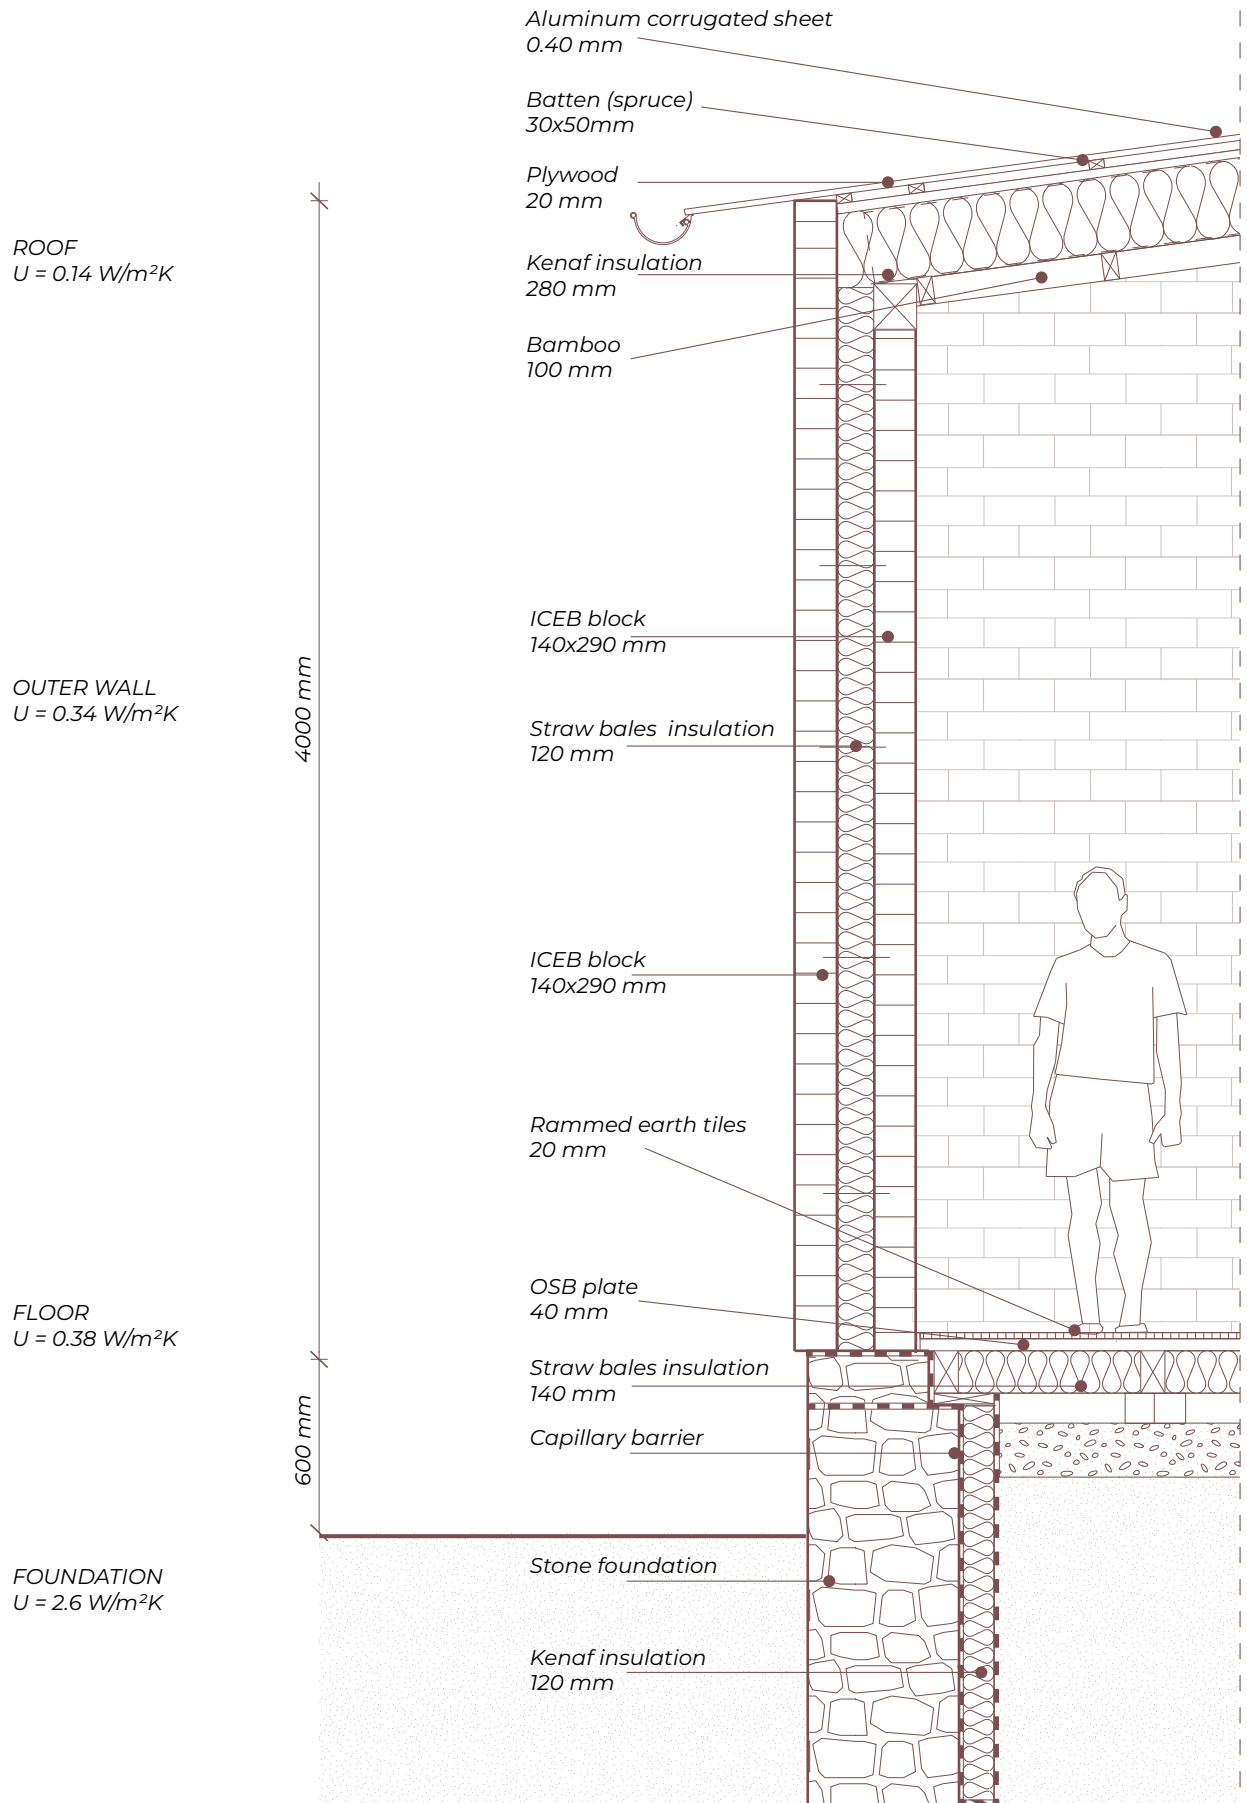 Aluminum corrugated sheet
0.40 mm
Batten (spruce)
30x50mm
Plywood
20 mm
ROOF
U = 0.14 W/m²K
Kenaf insulation
280 mm
Bamboo
100 mm
ICEB block
140x290 mm
OUTER WALL
U = 0.34 W/m²K
4000 mm
Straw bales  insulation
120 mm
ICEB block
140x290 mm
Rammed earth tiles
20 mm
OSB plate
40 mm
FLOOR
U = 0.38 W/m²K
Straw bales insulation
140 mm
600 mm
Capillary barrier
Stone foundation
FOUNDATION
U = 2.6 W/m²K
Kenaf insulation
120 mm